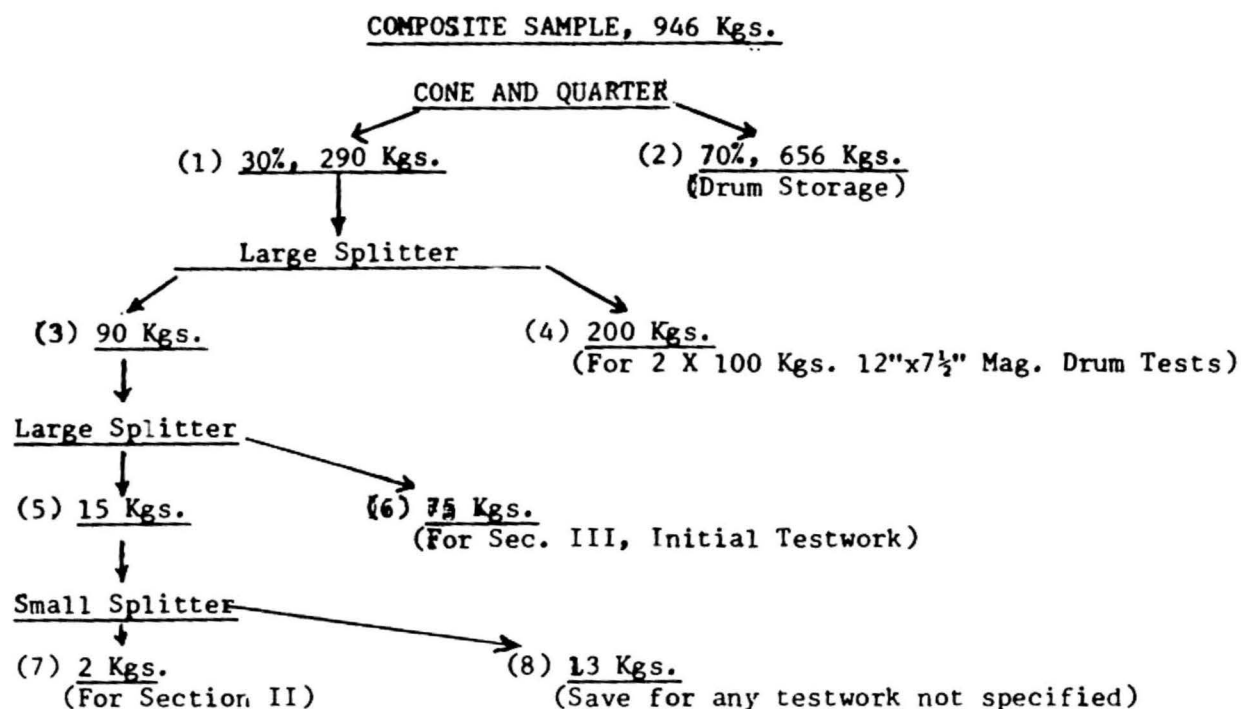 COMPOSITE SAMPLE, 946 Kgs.
CONE AND QUARTER
(1) 30%, 290 Kgs.
(2) 70%, 656 Kgs.
(Drum Storage)
Large Splitter
(3) 90 Kgs.
(4) 200 Kgs.
(For 2 X 100 Kgs. 12"x7½" Mag. Drum Tests)
Large Splitter
(5) 15 Kgs.
(6) 75 Kgs.
(For Sec. III, Initial Testwork)
Small Splitter
(7) 2 Kgs.
(For Section II)
(8) 13 Kgs.
(Save for any testwork not specified)